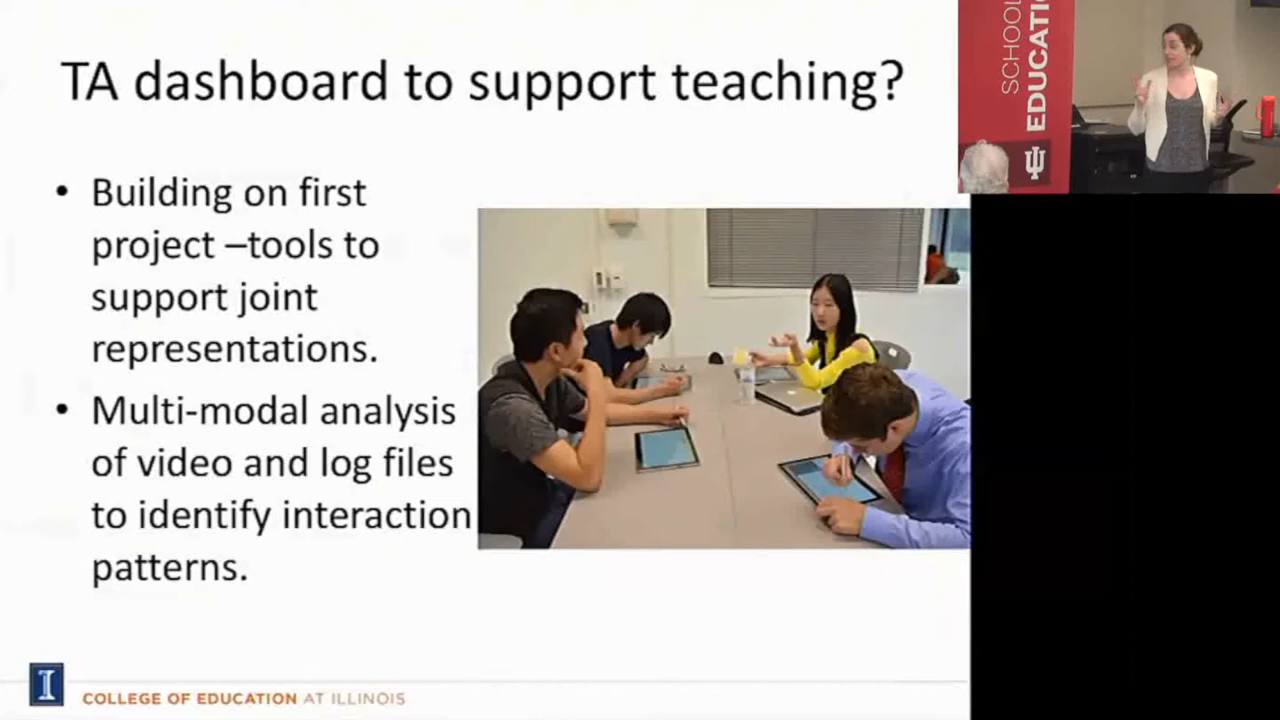 TA dashboard to support teaching?
• Building on first
project –tools to
support joint
representations.
• Multi-modal analysis
of video and log files
to identify interaction
patterns.
I
COLLEGE OF EDUCATION AT ILLINOIS
SCHOOL
EDUCATI